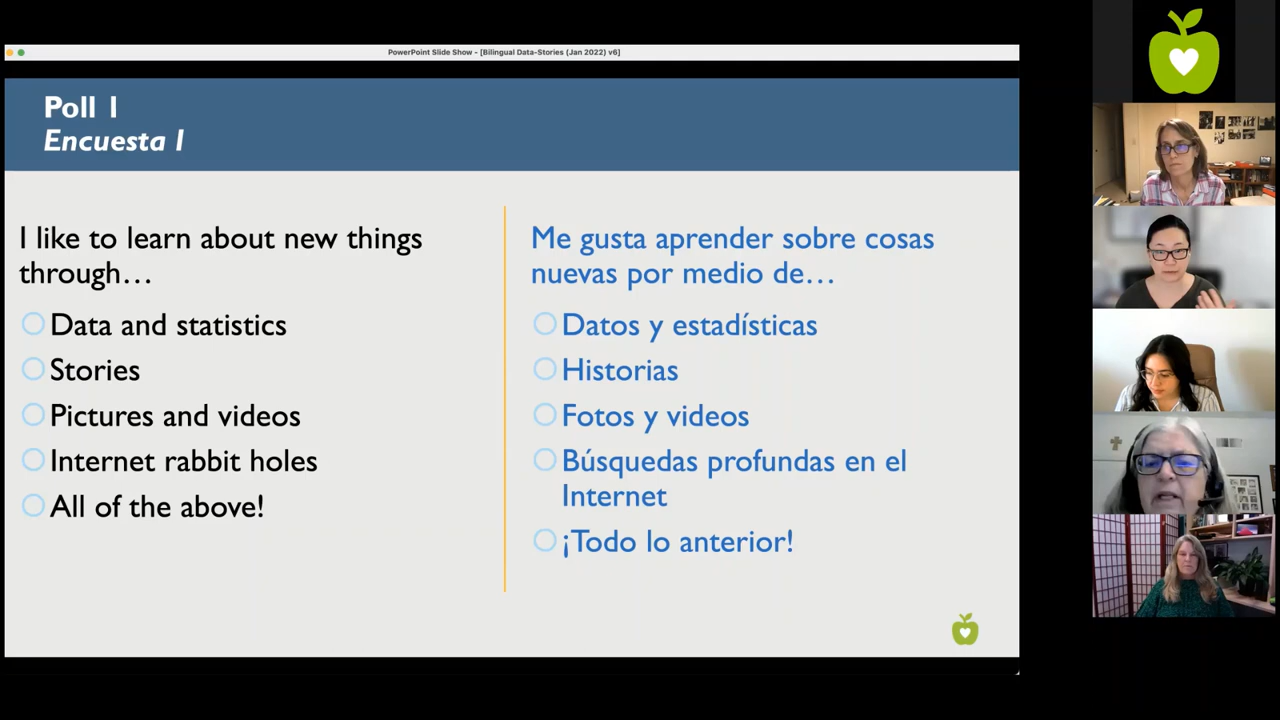 PowerPoint Slide Show - [Bilingual Data-Stories (Jan 2022) v6]
Poll 1
Encuesta 1
I like to learn about new things
through…
Data and statistics
Stories
Pictures and videos
Internet rabbit holes
All of the above!
Me gusta aprender sobre cosas
nuevas por medio de…
Datos y estadísticas
Historias
Fotos y videos
Búsquedas profundas en el
Internet
¡Todo lo anterior!